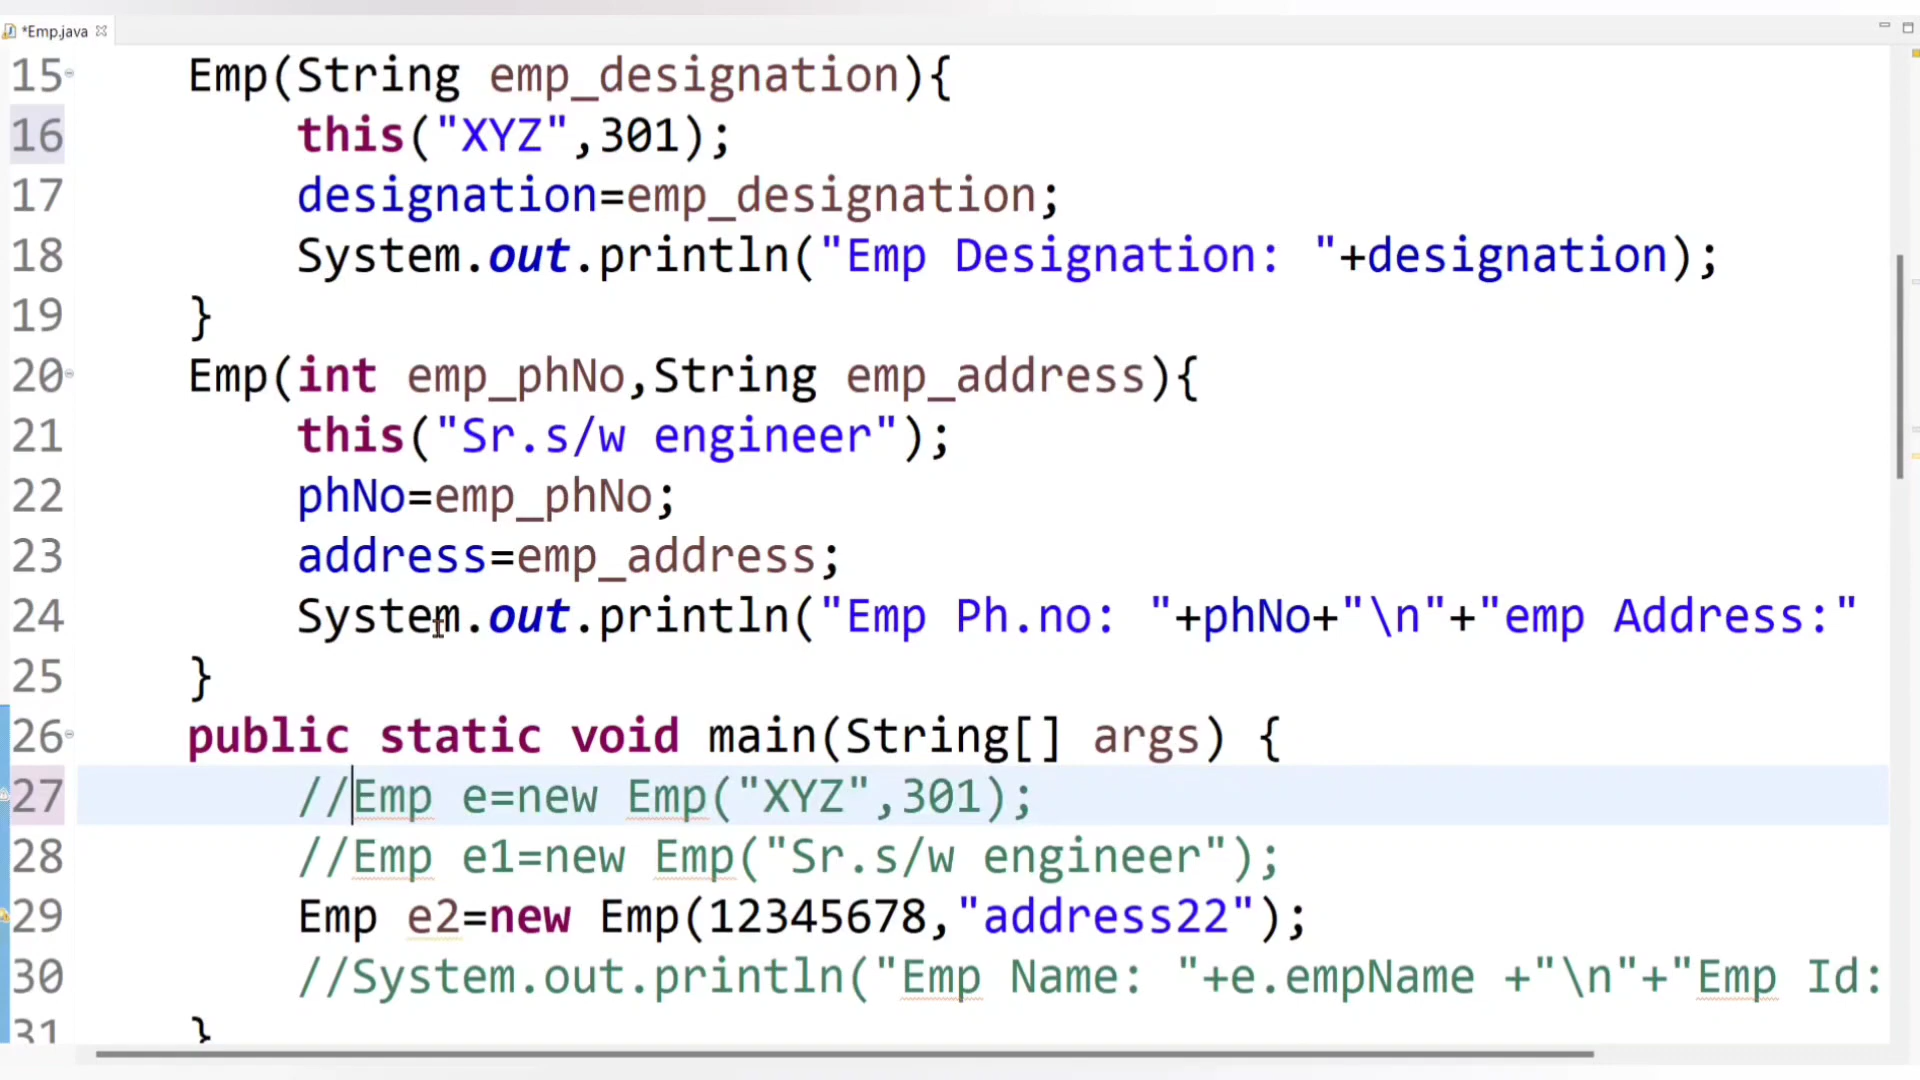 *Emp.java
15 Emp(String emp_designation){
16 this("XYZ",301);
17 designation=emp_designation;
18 System.out.println("Emp Designation: "+designation);
19 }
20 Emp(int emp_phNo,String emp_address){
21 this("Sr.s/w engineer");
22 phNo=emp_phNo;
23 address=emp_address;
24 System.out.println("Emp Ph.no: "+phNo+"\n"+"emp Address:"
25 }
26 public static void main(String[] args) {
27 //Emp e=new Emp("XYZ",301);
28 //Emp e1=new Emp("Sr.s/w engineer");
29 Emp e2=new Emp(12345678,"address22");
30 //System.out.println("Emp Name: "+e.empName +"\n"+"Emp Id:
31 }